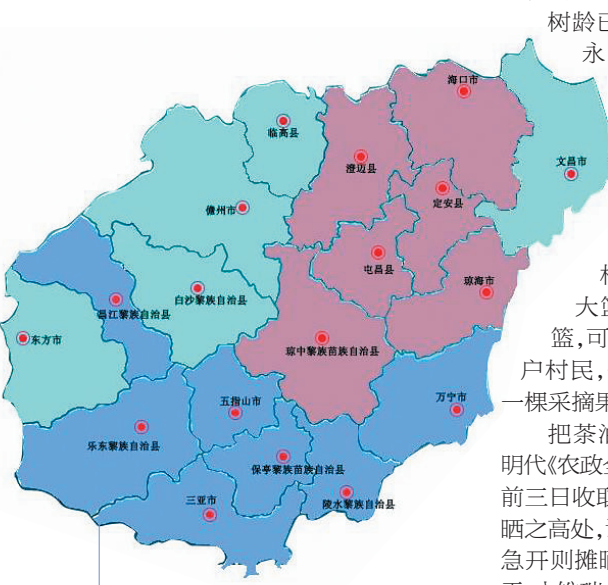 海口市
临高县
澄迈县
文昌市
定安县
儋州市
屯昌县
琼海市
白沙黎族自治县
昌江黎族自治县
东方市
琼中黎族苗族自治县
五指山市
万宁市
乐东黎族自治县
保亭黎族苗族自治县
陵水黎族自治县
三亚市
树龄已
永
大篮
篮,可
户村民,
一棵采摘果
把茶油
明代《农政全
前三日收取
晒之高处,
急开则摊晒